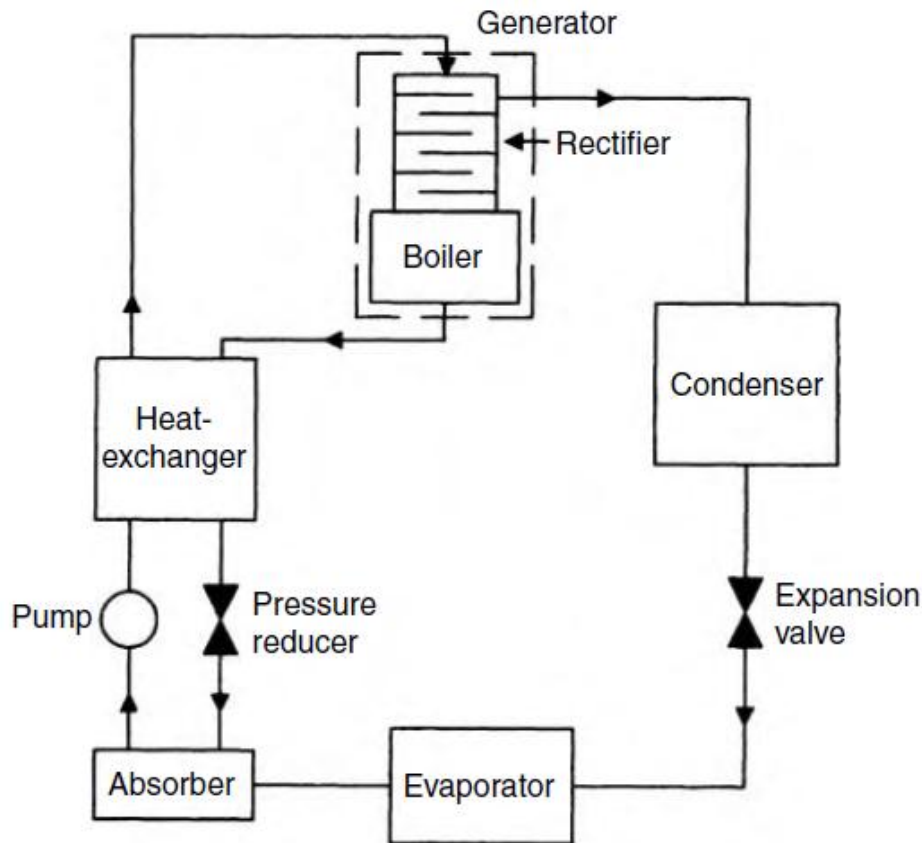 Generator
Rectifier
Boiler
Heat-
exchanger
Condenser
Pump
Pressure
reducer
Expansion
valve
Absorber
Evaporator